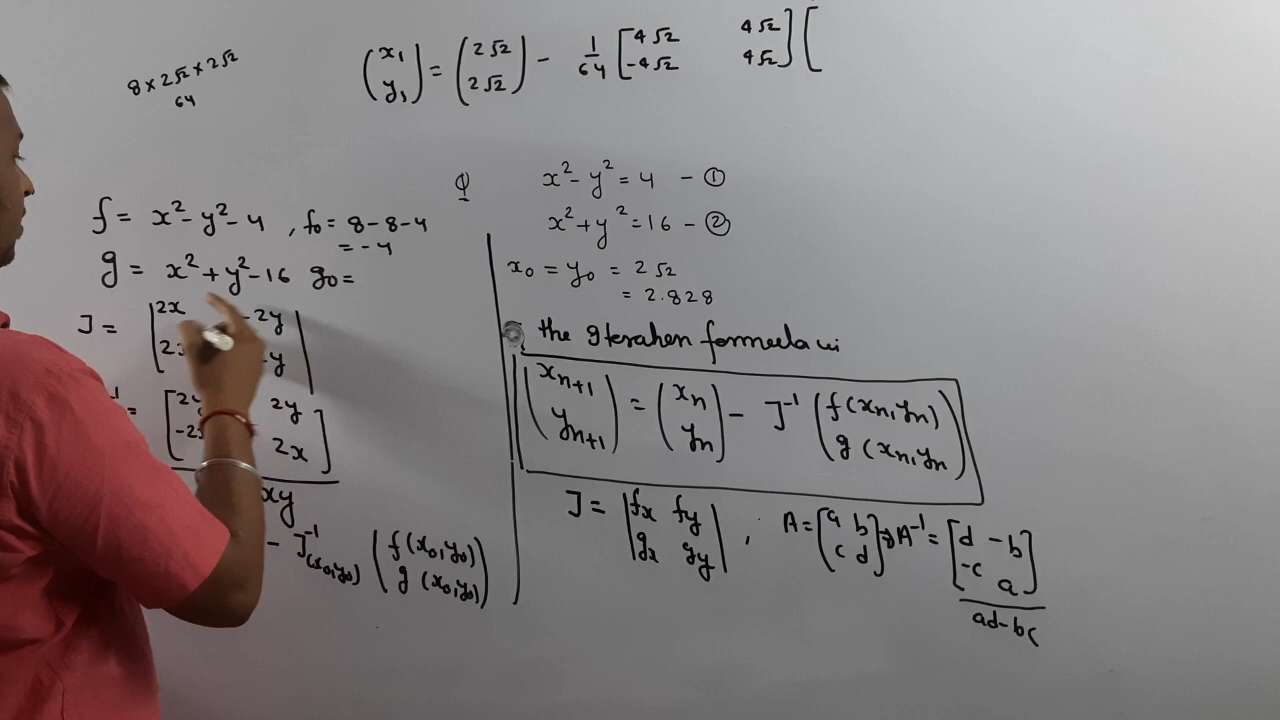 8 × 2√2 × 2√2
64
(x₁ y₁) = (2√2 2√2) - 1/64 [4√2 4√2 -4√2 4√2] [
Q x² - y² = 4 - ①
x² + y² = 16 - ②
x₀ = y₀ = 2√2
= 2.828
f = x² - y² - 4 , f₀ = 8 - 8 - 4
= -4
g = x² + y² - 16 g₀ =
J = |2x -2y
y|
[2y 2y
2x]
xy
- J⁻¹(x₀,y₀) (f(x₀,y₀) g(x₀,y₀))
the
(xₙ₊₁ yₙ₊₁) = (xₙ yₙ) - J⁻¹ (f(xₙ,yₙ) g(xₙ,yₙ)
J = |fx fy gx gy| , A = [a b c d] ⇒ A⁻¹ = [d -b -c a]
ad - bc